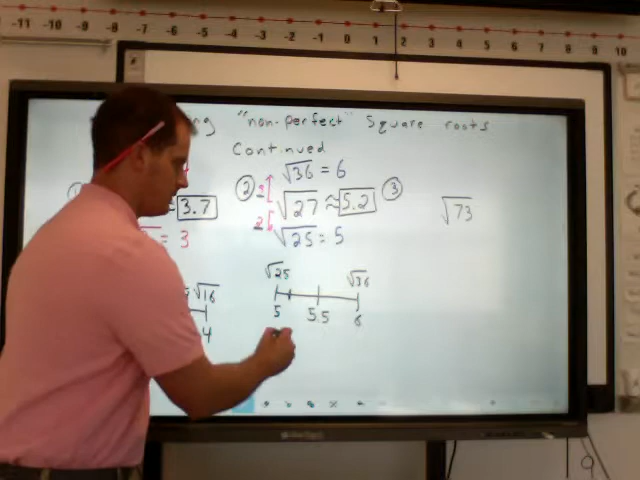 -11 -10 -9 -8 -7 -6 -5 -4 -3 -2 -1 0 1 2 3 4 5 6 7 8 9 10
"non-perfect" Square roots
Continued
√36 = 6
② √27 ≈ 5.2
3.7
③
√73
2
√25 = 5
= 3
√25 √36
√16
5 5.5 6
4